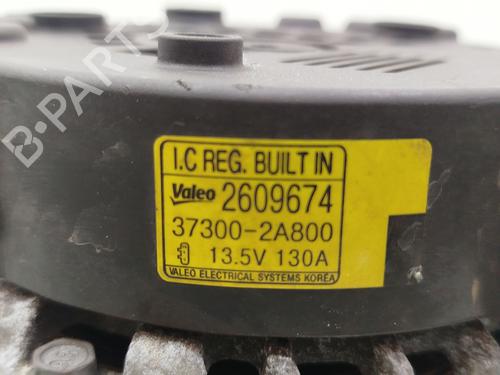 B-PARTS
I.C REG. BUILT IN
Valeo 2609674
37300-2A800
13.5V 130A
VALEO ELECTRICAL SYSTEMS KOREA